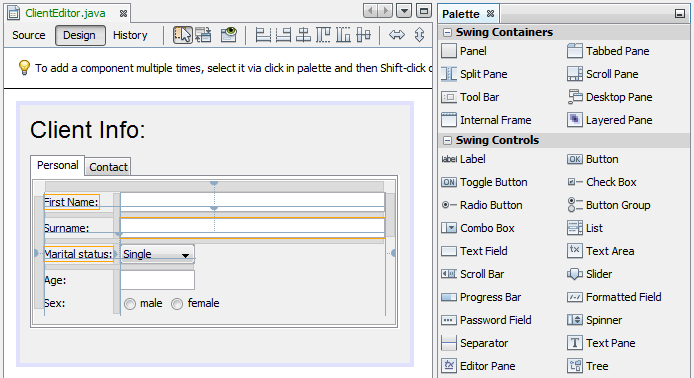 ClientEditor.java
Source Design History
To add a component multiple times, select it via click in palette and then Shift-click
Client Info:
Personal Contact
First Name:
Surname:
Marital status: Single
Age:
Sex: male female
Palette
Swing Containers
Panel Tabbed Pane
Split Pane Scroll Pane
Tool Bar Desktop Pane
Internal Frame Layered Pane
Swing Controls
label Label OK Button
ON Toggle Button Check Box
Radio Button Button Group
Combo Box List
Text Field tx Text Area
Scroll Bar Slider
Progress Bar Formatted Field
Password Field Spinner
Separator T Text Pane
tx Editor Pane Tree